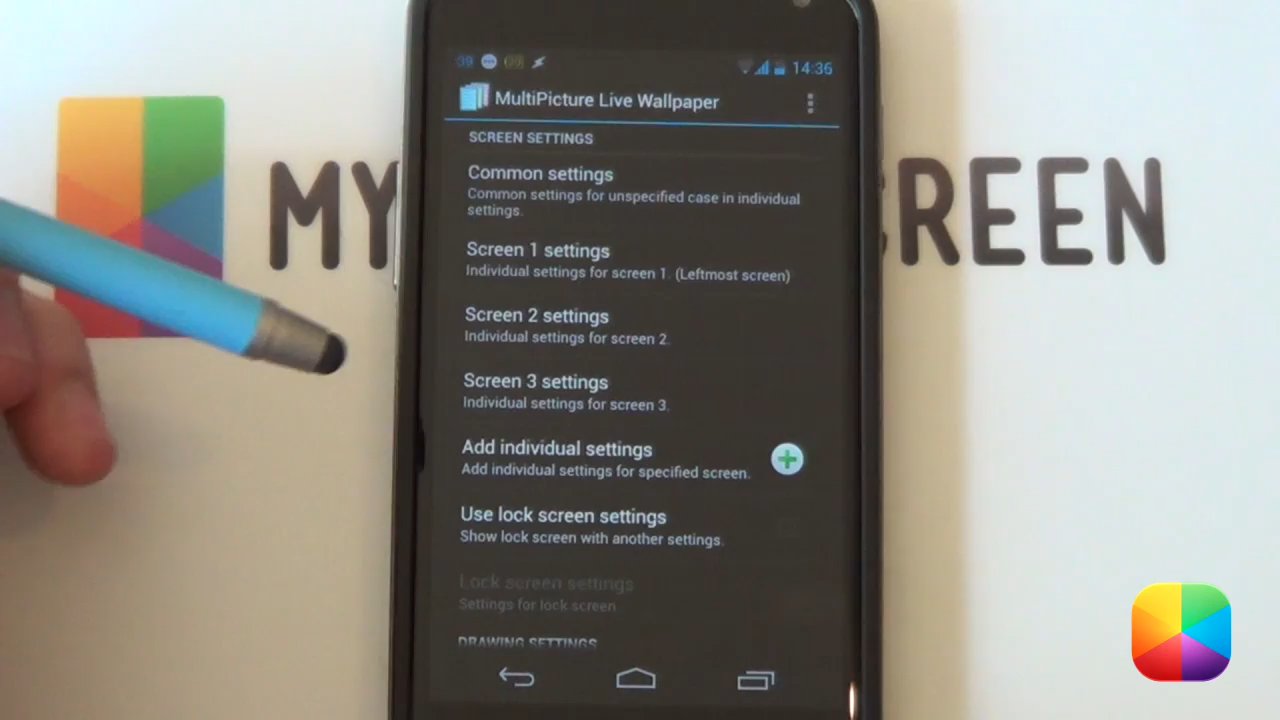 14:36
MultiPicture Live Wallpaper
SCREEN SETTINGS
Common settings
Common settings for unspecified case in individual
settings.
Screen 1 settings
Individual settings for screen 1. (Leftmost screen)
Screen 2 settings
Individual settings for screen 2.
Screen 3 settings
Individual settings for screen 3.
Add individual settings
Add individual settings for specified screen.
Use lock screen settings
Show lock screen with another settings.
Lock screen settings
Settings for lock screen
DRAWING SETTINGS
MY
CREEN